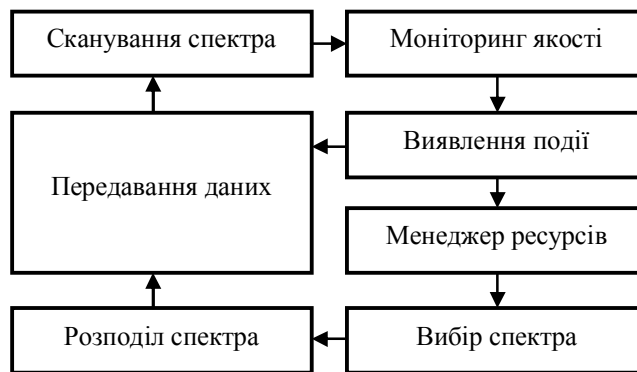 Сканування спектра
Моніторинг якості
Виявлення події
Передавання даних
Менеджер ресурсів
Розподіл спектра
Вибір спектра